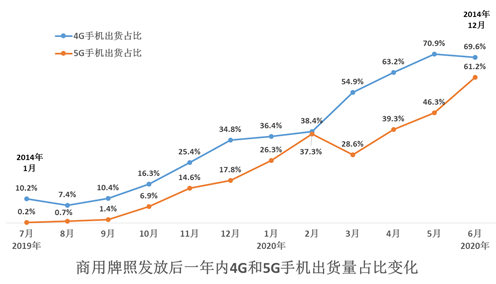 2014年
12月
4G手机出货占比
5G手机出货占比
70.9%
69.6%
63.2%
61.2%
54.9%
46.3%
34.8%
36.4%
38.4%
39.3%
2014年
1月
25.4%
26.3%
37.3%
28.6%
16.3%
14.6%
17.8%
10.2%
7.4%
10.4%
6.9%
0.2%
0.7%
1.4%
7月 8月 9月 10月 11月 12月 1月 2月 3月 4月 5月 6月
2019年 2020年 2020年
商用牌照发放后一年内4G和5G手机出货量占比变化